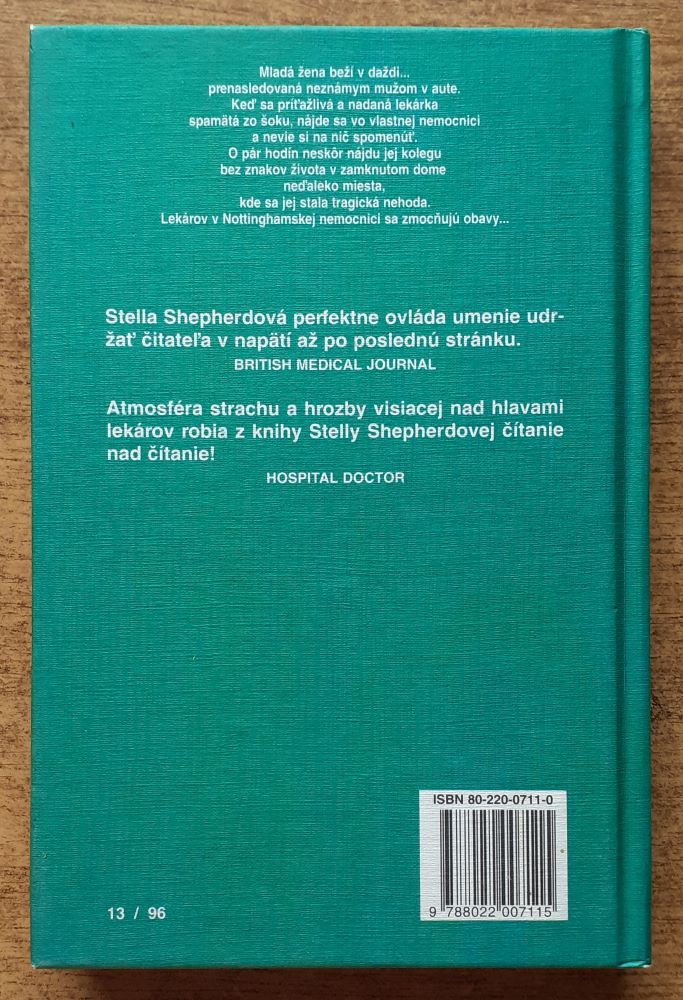 Mladá žena beží v daždi...
prenasledovaná neznámym mužom v aute.
Keď sa príťažlivá a nadaná lekárka
spamätá zo šoku, nájde sa vo vlastnej nemocnici
a nevie si na nič spomenúť.
O pár hodín neskôr nájdu jej kolegu
bez znakov života v zamknutom dome
neďaleko miesta,
kde sa jej stala tragická nehoda.
Lekárov v Nottinghamskej nemocnici sa zmocňujú obavy...
Stella Shepherdová perfektne ovláda umenie udr-
žať čitateľa v napätí až po poslednú stránku.
BRITISH MEDICAL JOURNAL
Atmosféra strachu a hrozby visiacej nad hlavami
lekárov robia z knihy Stelly Shepherdovej čítanie
nad čítanie!
HOSPITAL DOCTOR
ISBN 80-220-0711-0
9 788022 007115
13 / 96